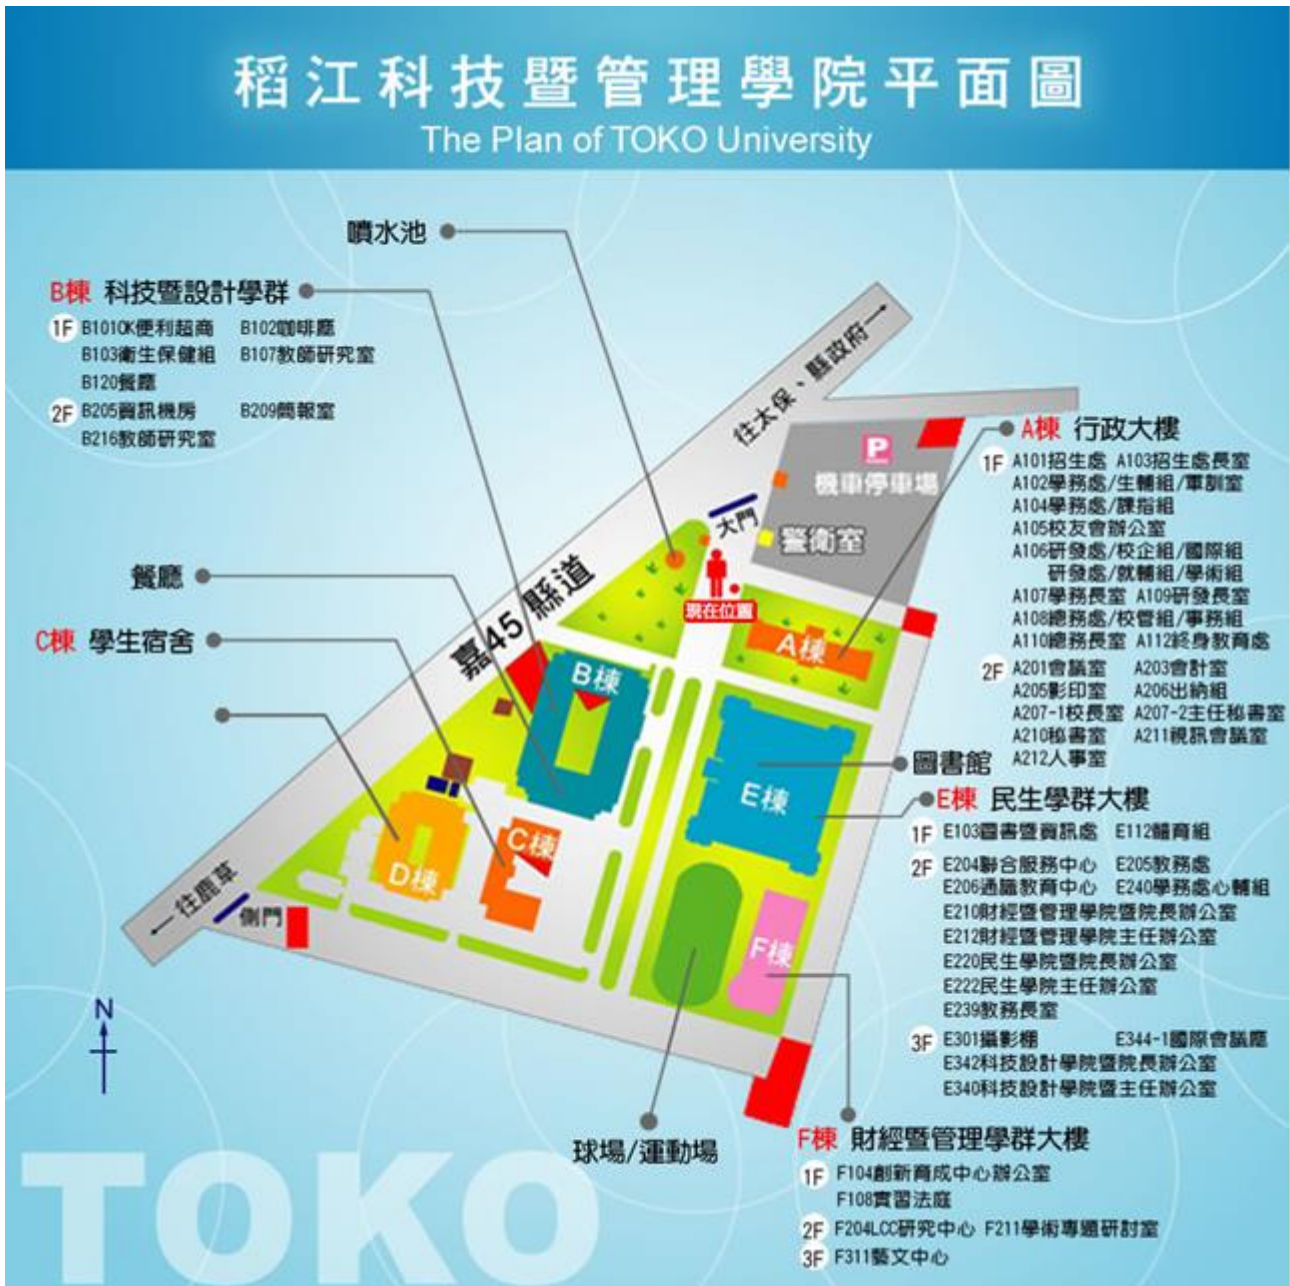 稻江科技暨管理學院平面圖
The Plan of TOKO University
噴水池
B棟 科技暨設計學群
1F B101OK便利超商 B102咖啡廳
B103衛生保健組 B107教師研究室
B120餐廳
2F B205資訊機房 B209簡報室
B216教師研究室
餐廳
C棟 學生宿舍
往太保、縣政府→
嘉45縣道
←往鹿草
側門
大門
P
機車停車場
警衛室
現在位置
A棟
B棟
C棟
D棟
E棟
F棟
A棟 行政大樓
1F A101招生處 A103招生處長室
A102學務處/生輔組/軍訓室
A104學務處/課指組
A105校友會辦公室
A106研發處/校企組/國際組
研發處/就輔組/學術組
A107學務長室 A109研發長室
A108總務處/校管組/事務組
A110總務長室 A112終身教育處
2F A201會議室 A203會計室
A205影印室 A206出納組
A207-1校長室 A207-2主任秘書室
A210秘書室 A211視訊會議室
A212人事室
圖書館
E棟 民生學群大樓
1F E103圖書暨資訊處 E112體育組
2F E204聯合服務中心 E205教務處
E206通識教育中心 E240學務處心輔組
E210財經暨管理學院暨院長辦公室
E212財經暨管理學院主任辦公室
E220民生學院暨院長辦公室
E222民生學院主任辦公室
E239教務長室
3F E301攝影棚 E344-1國際會議廳
E342科技設計學院暨院長辦公室
E340科技設計學院暨主任辦公室
N
球場/運動場
F棟 財經暨管理學群大樓
1F F104創新育成中心辦公室
F108實習法庭
2F F204LCC研究中心 F211學術專題研討室
3F F311藝文中心
TOKO